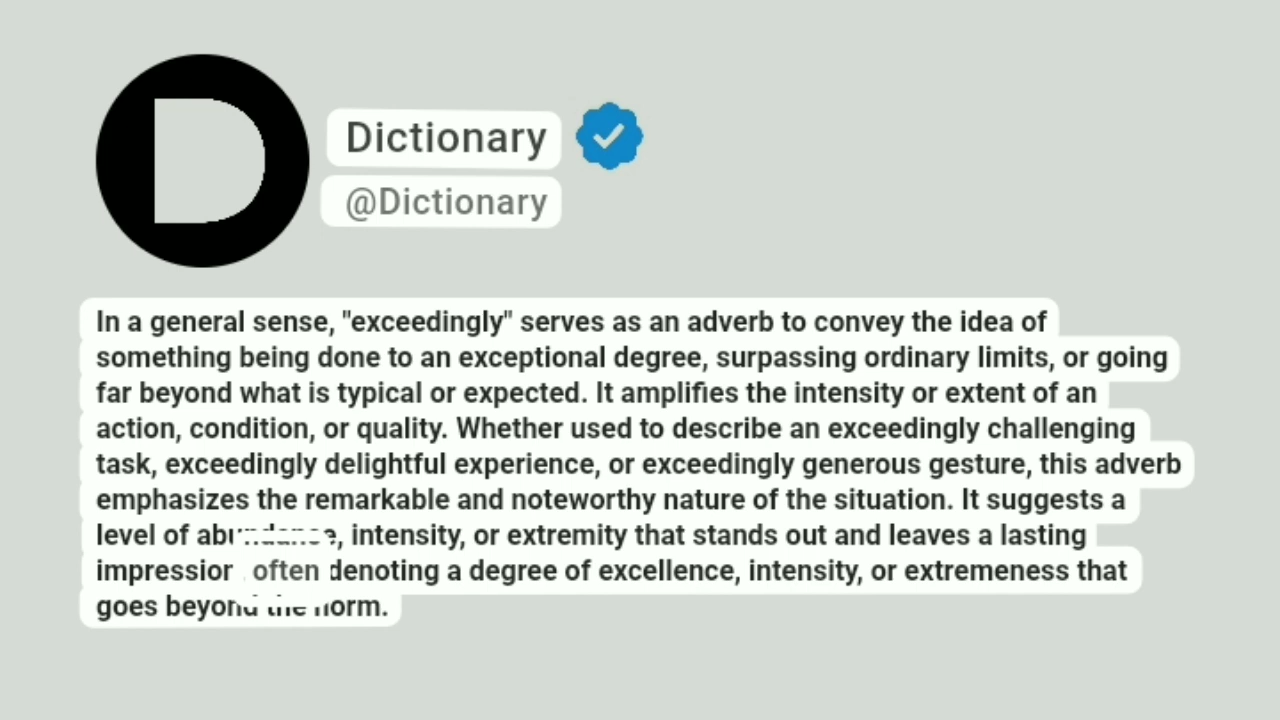 Dictionary
@Dictionary
In a general sense, "exceedingly" serves as an adverb to convey the idea of
something being done to an exceptional degree, surpassing ordinary limits, or going
far beyond what is typical or expected. It amplifies the intensity or extent of an
action, condition, or quality. Whether used to describe an exceedingly challenging
task, exceedingly delightful experience, or exceedingly generous gesture, this adverb
emphasizes the remarkable and noteworthy nature of the situation. It suggests a
level of abundance, intensity, or extremity that stands out and leaves a lasting
often denoting a degree of excellence, intensity, or extremeness that
goes beyond the norm.